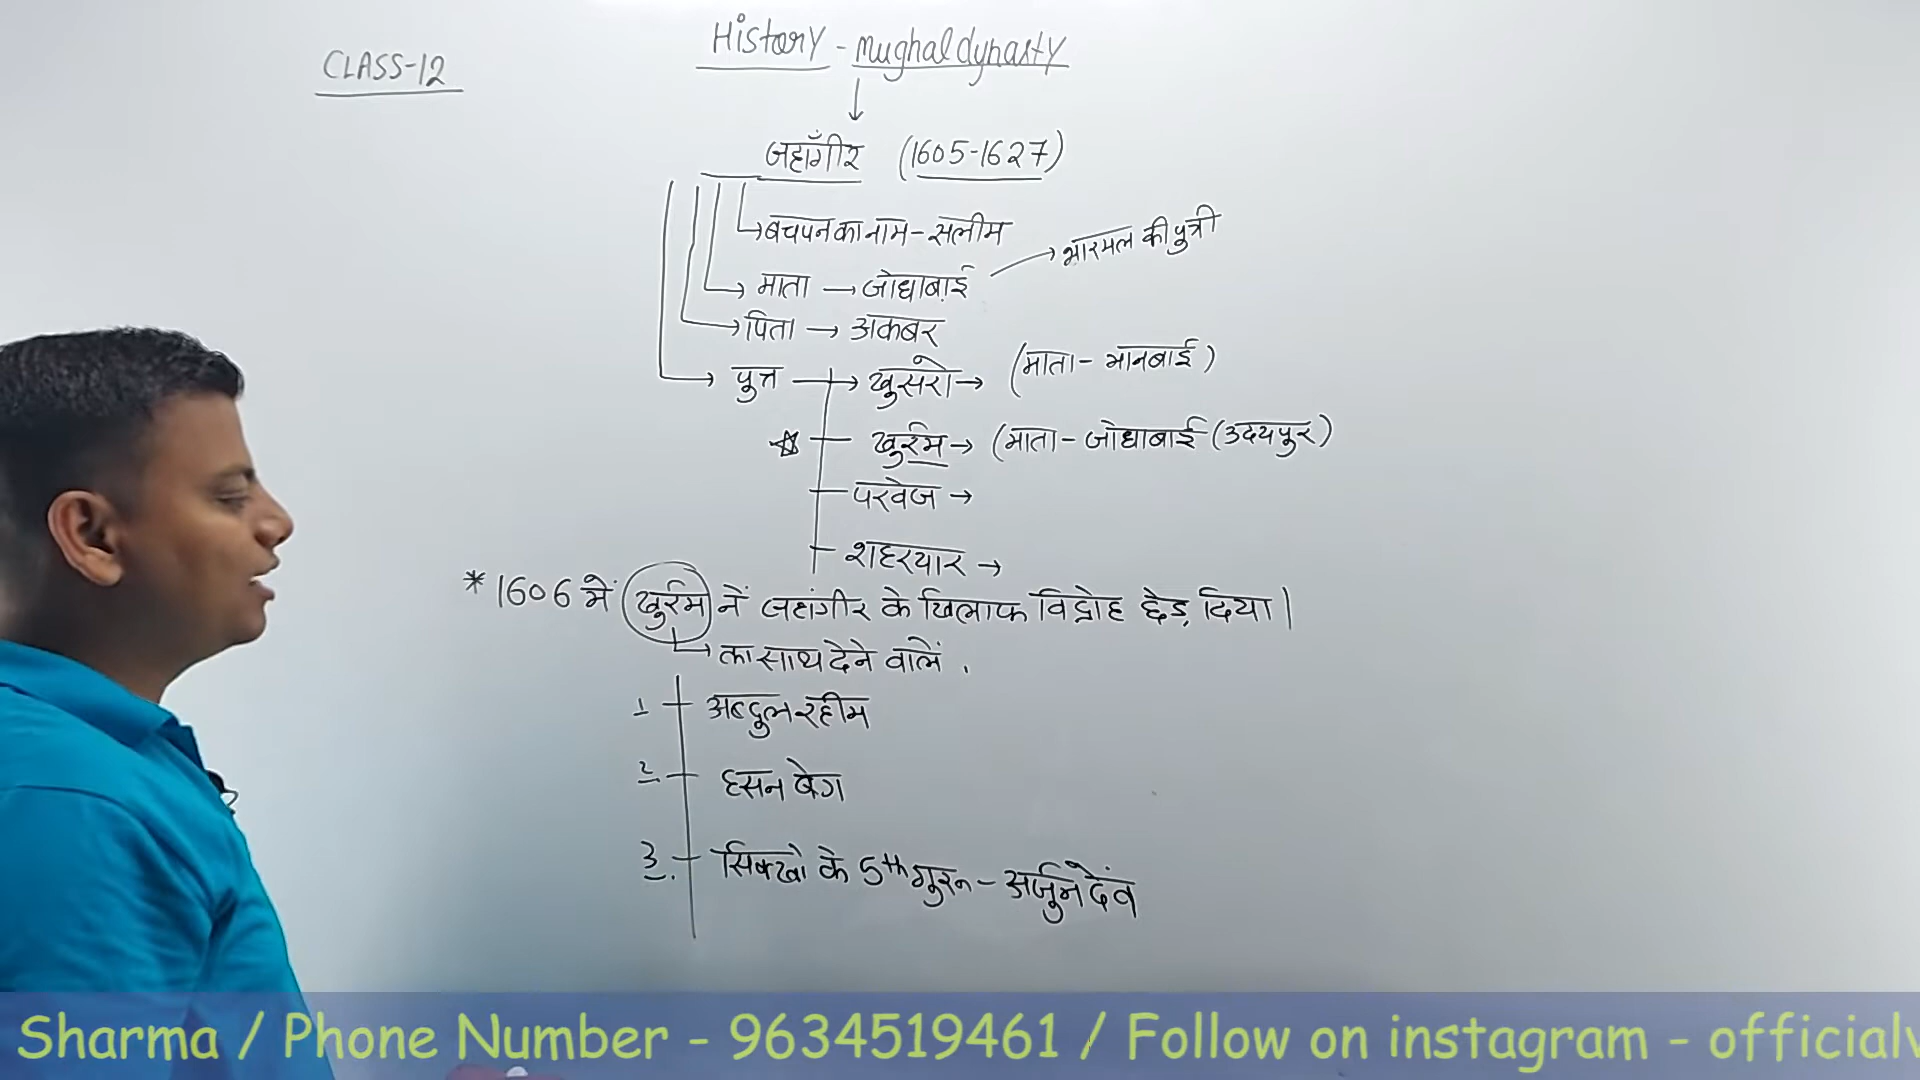 CLASS-12
History - mughal dynasty
जहाँगीर (1605-1627)
बचपन का नाम - सलीम
माता → जोधाबाई → भारमल की पुत्री
पिता → अकबर
पुत्र → खुसरो → (माता - मानबाई)
खुर्रम → (माता - जोधाबाई (उदयपुर)
परवेज →
शहरयार →
* 1606 में खुर्रम नें जहांगीर के खिलाफ विद्रोह छेड़ दिया।
का साथ देने वालें .
1 अब्दुल रहीम
2 हसन बेग
3. सिक्खो के 5th गुरु - अर्जुन देव
Sharma / Phone Number - 9634519461 / Follow on instagram - officialv